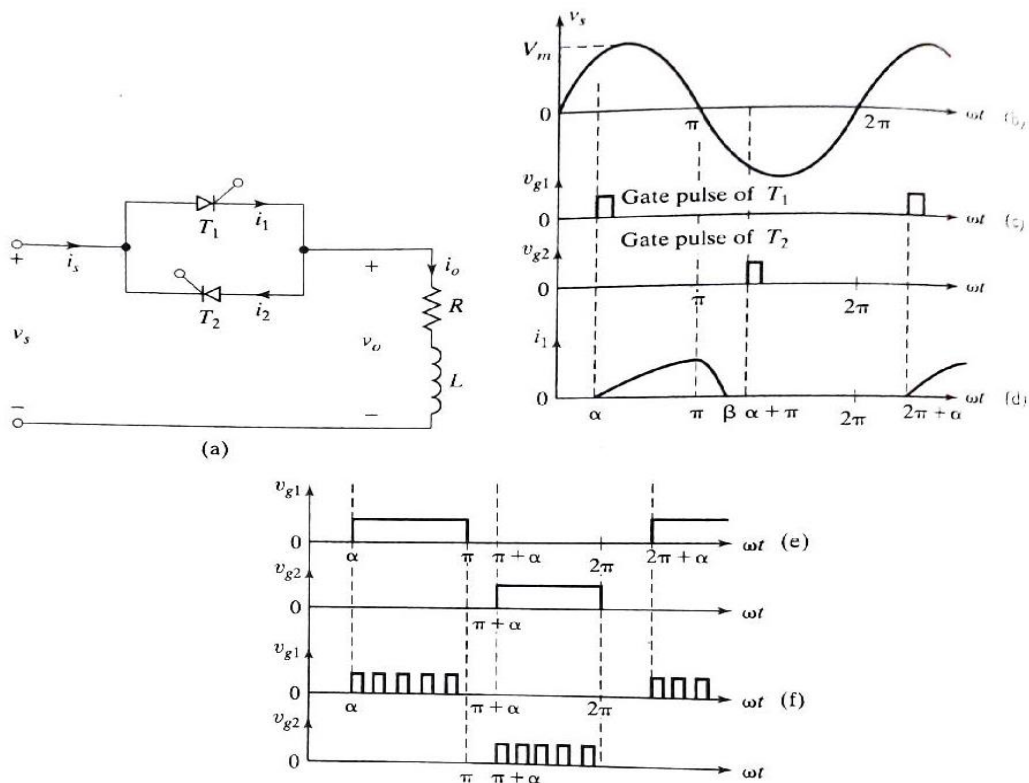 v_s
V_m
0
π
2π
ωt (b)
v_g1
Gate pulse of T_1
0
ωt (c)
Gate pulse of T_2
v_g2
0
π
2π
ωt
i_1
0
α
π
β
α + π
2π
2π + α
ωt (d)
T_1
i_1
+
i_s
T_2
i_2
+
i_o
R
v_s
v_o
L
−
−
(a)
v_g1
0
α
π
π + α
2π
2π + α
ωt (e)
v_g2
0
π + α
ωt
v_g1
0
α
π + α
2π
ωt (f)
v_g2
0
π
π + α
ωt